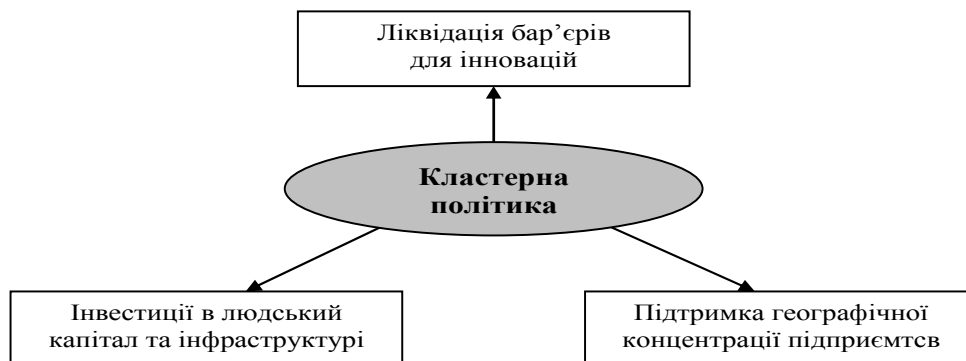 Ліквідація бар’єрів
для інновацій
Кластерна
політика
Інвестиції в людський
капітал та інфраструктурі
Підтримка географічної
концентрації підприємтсв